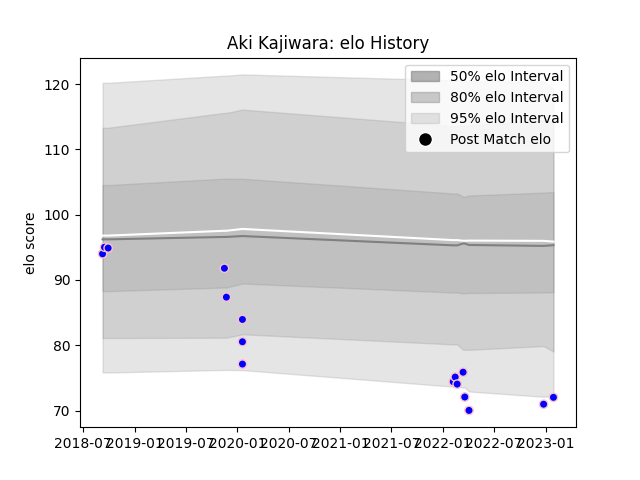 Aki Kajiwara: elo History
50% elo Interval
80% elo Interval
95% elo Interval
Post Match elo
elo score
120
110
100
90
80
70
2018-07 2019-01 2019-07 2020-01 2020-07 2021-01 2021-07 2022-01 2022-07 2023-01